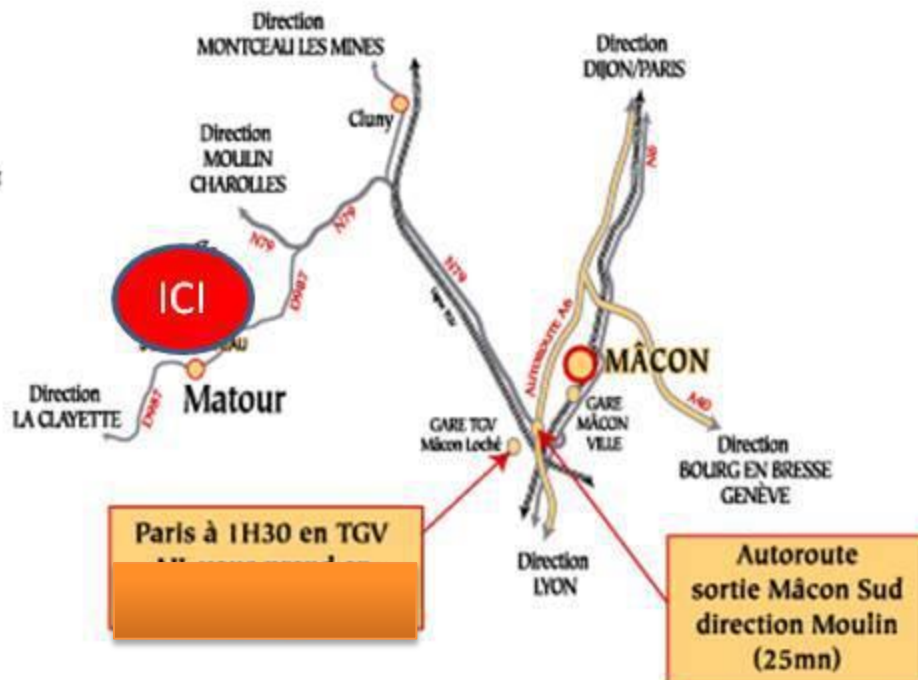 Direction
MONTCEAU LES MINES
Direction
DIJON/PARIS
Cluny
Direction
MOULIN
CHAROLLES
N79
N79
N79
D987
A6
AUTOROUTE A6
ICI
MÂCON
Matour
D987
Direction
LA CLAYETTE
GARE TGV
Mâcon Loché
GARE
MÂCON
VILLE
A40
Direction
BOURG EN BRESSE
GENÈVE
Direction
LYON
Paris à 1H30 en TGV
Autoroute
sortie Mâcon Sud
direction Moulin
(25mn)